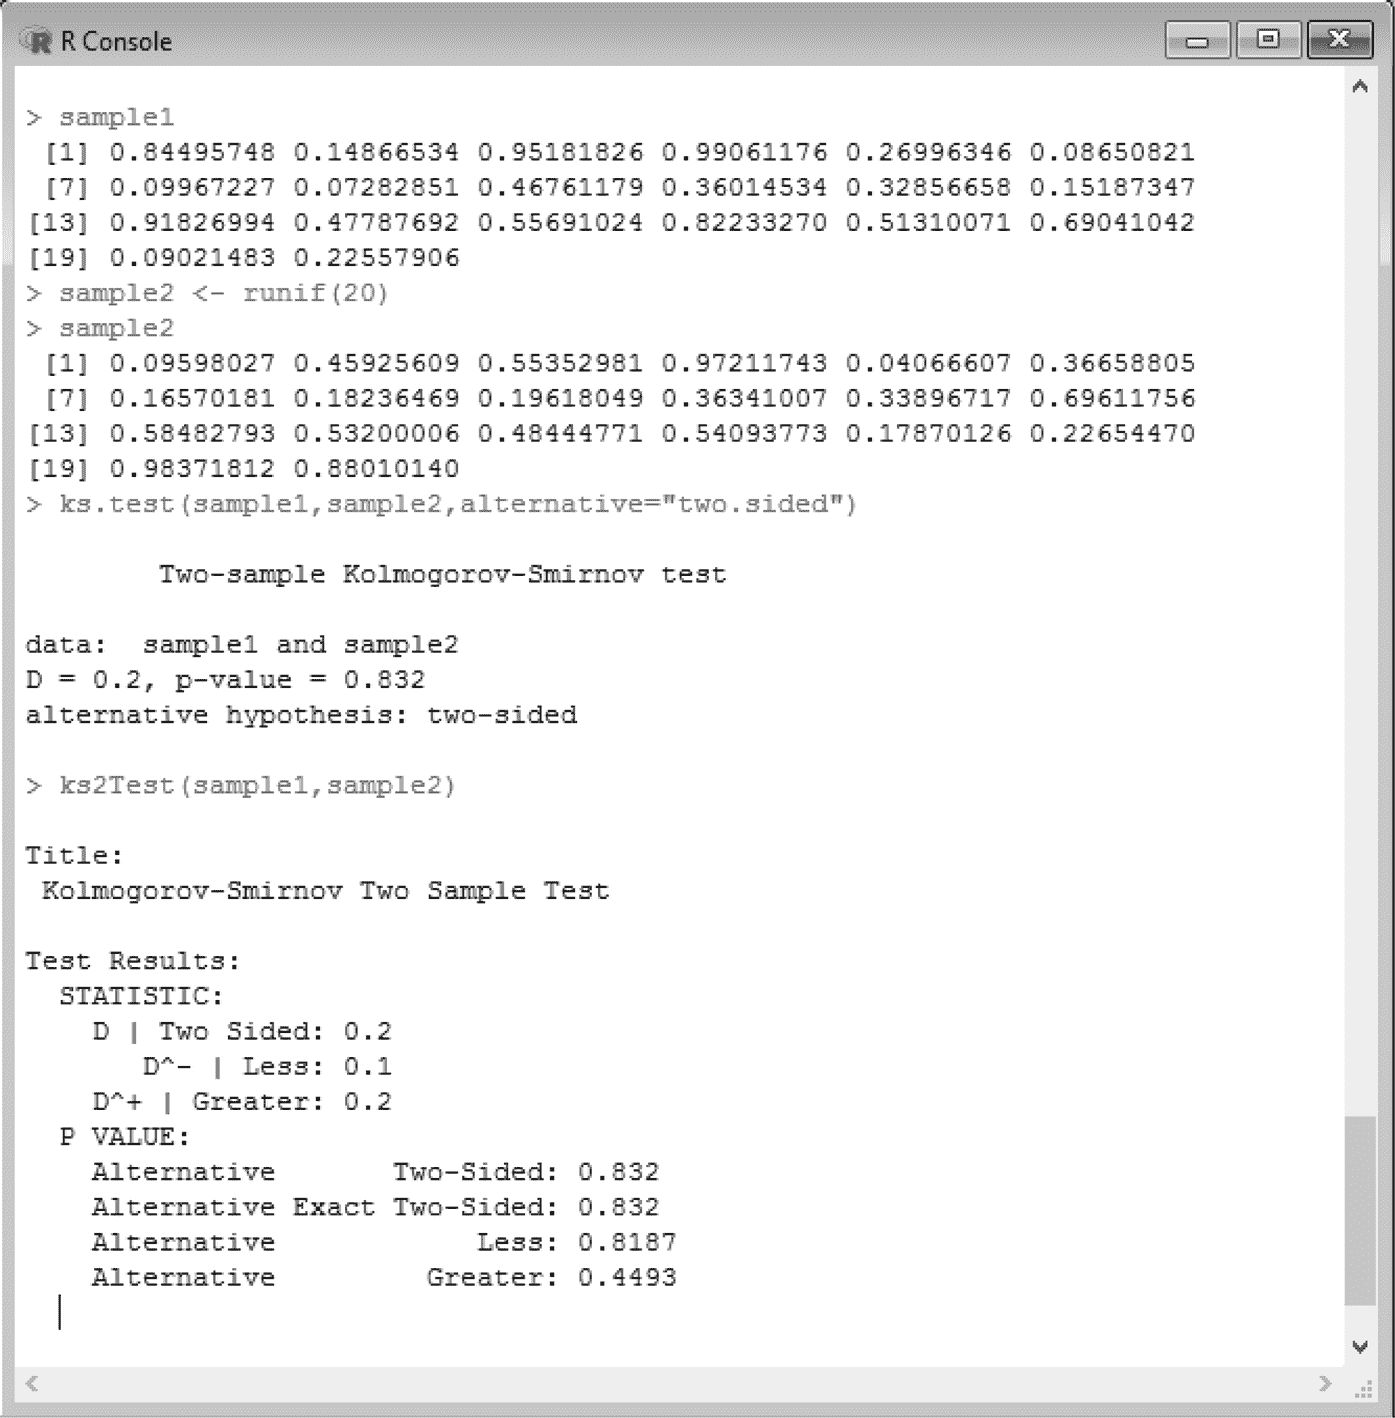 R Console
> sample1
[1] 0.84495748 0.14866534 0.95181826 0.99061176 0.26996346 0.08650821
[7] 0.09967227 0.07282851 0.46761179 0.36014534 0.32856658 0.15187347
[13] 0.91826994 0.47787692 0.55691024 0.82233270 0.51310071 0.69041042
[19] 0.09021483 0.22557906
> sample2 <- runif(20)
> sample2
[1] 0.09598027 0.45925609 0.55352981 0.97211743 0.04066607 0.36658805
[7] 0.16570181 0.18236469 0.19618049 0.36341007 0.33896717 0.69611756
[13] 0.58482793 0.53200006 0.48444771 0.54093773 0.17870126 0.22654470
[19] 0.98371812 0.88010140
> ks.test(sample1,sample2,alternative="two.sided")
Two-sample Kolmogorov-Smirnov test
data:  sample1 and sample2
D = 0.2, p-value = 0.832
alternative hypothesis: two-sided
> ks2Test(sample1,sample2)
Title:
Kolmogorov-Smirnov Two Sample Test
Test Results:
STATISTIC:
D | Two Sided: 0.2
D^- | Less: 0.1
D^+ | Greater: 0.2
P VALUE:
Alternative       Two-Sided: 0.832
Alternative Exact Two-Sided: 0.832
Alternative            Less: 0.8187
Alternative         Greater: 0.4493